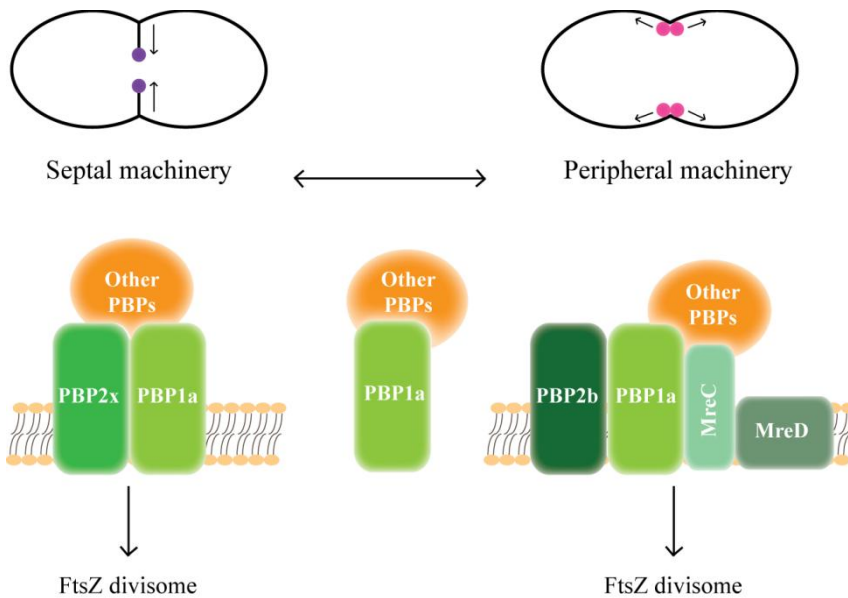 Septal machinery
Peripheral machinery
Other
PBPs
PBP2x
PBP1a
Other
PBPs
PBP1a
Other
PBPs
PBP2b
PBP1a
MreC
MreD
FtsZ divisome
FtsZ divisome